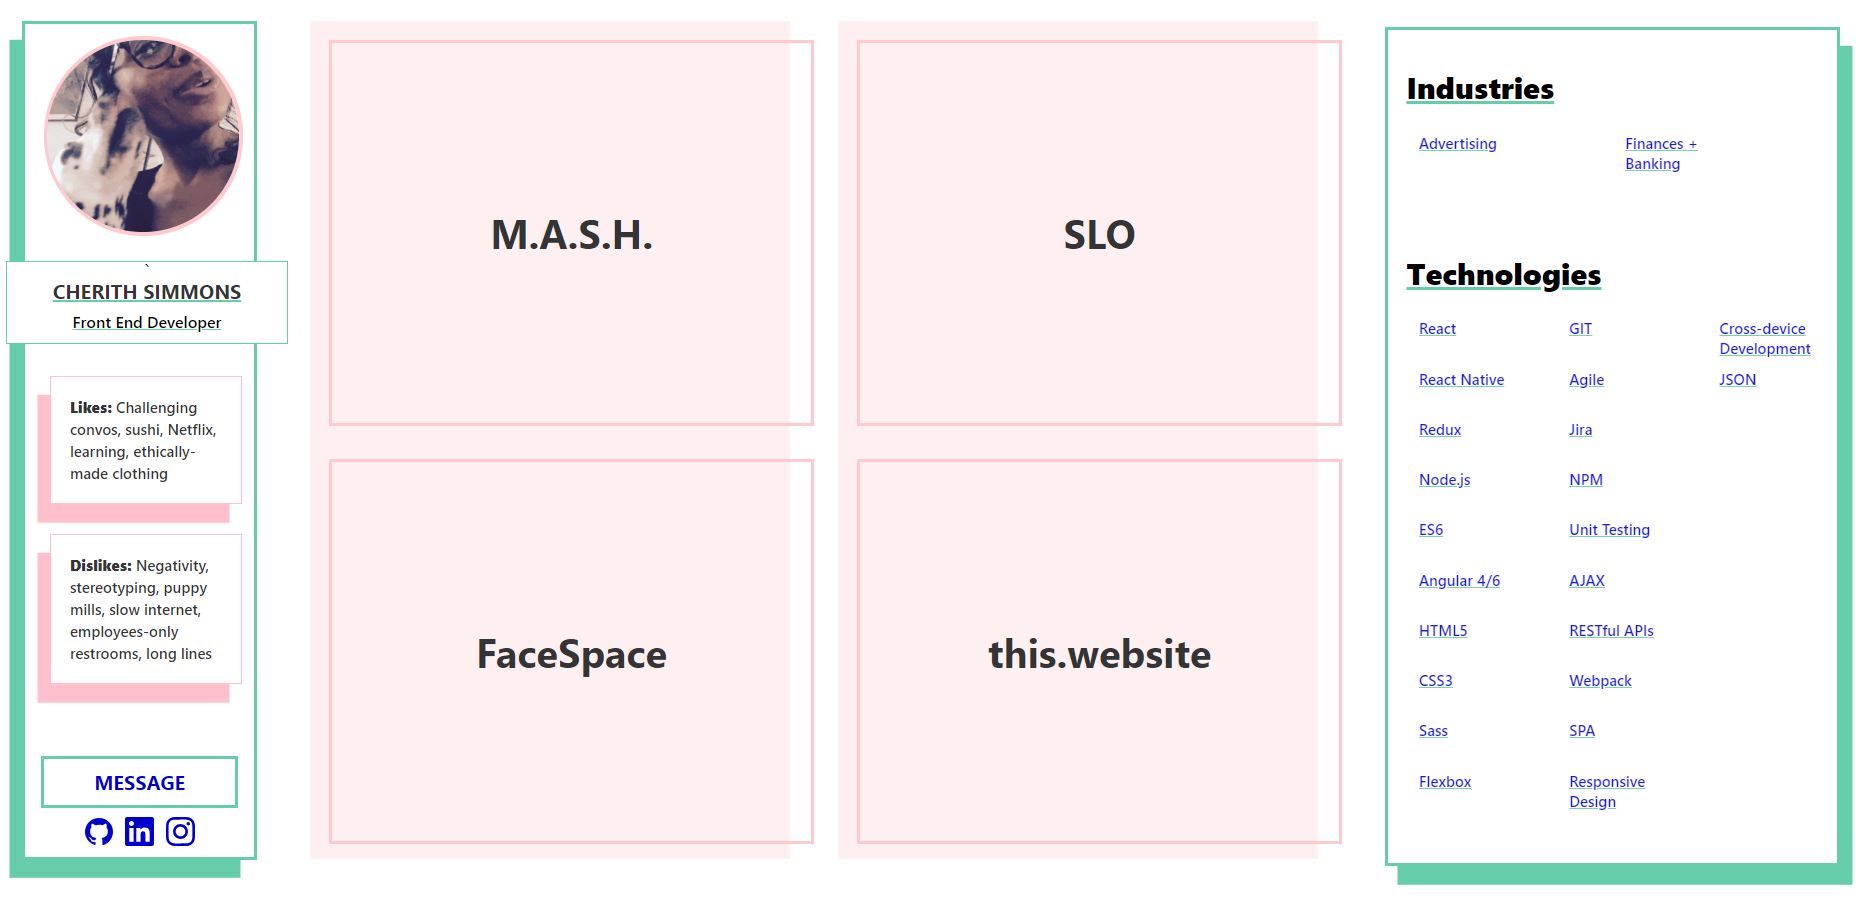 `
CHERITH SIMMONS
Front End Developer
Likes: Challenging
convos, sushi, Netflix,
learning, ethically-
made clothing
Dislikes: Negativity,
stereotyping, puppy
mills, slow internet,
employees-only
restrooms, long lines
MESSAGE
in
M.A.S.H.
SLO
FaceSpace
this.website
Industries
Advertising
Finances +
Banking
Technologies
React
GIT
Cross-device
Development
React Native
Agile
JSON
Redux
Jira
Node.js
NPM
ES6
Unit Testing
Angular 4/6
AJAX
HTML5
RESTful APIs
CSS3
Webpack
Sass
SPA
Flexbox
Responsive
Design